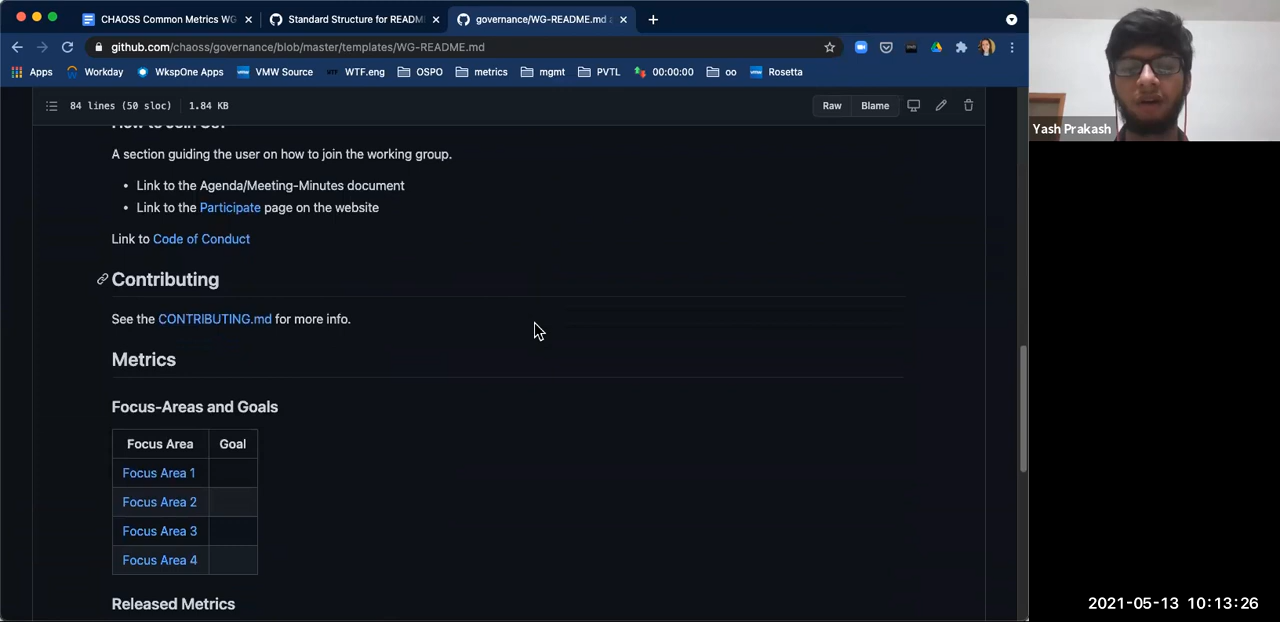 CHAOSS Common Metrics WG
Standard Structure for README
governance/WG-README.md a
github.com/chaoss/governance/blob/master/templates/WG-README.md
Apps Workday WkspOne Apps VMW Source WTF.eng OSPO metrics mgmt PVTL 00:00:00 oo Rosetta
84 lines (50 sloc) 1.84 KB
Raw Blame
How to Join Us?
A section guiding the user on how to join the working group.
• Link to the Agenda/Meeting-Minutes document
• Link to the Participate page on the website
Link to Code of Conduct
Contributing
See the CONTRIBUTING.md for more info.
Metrics
Focus-Areas and Goals
Focus Area Goal
Focus Area 1
Focus Area 2
Focus Area 3
Focus Area 4
Released Metrics
Yash Prakash
2021-05-13 10:13:26